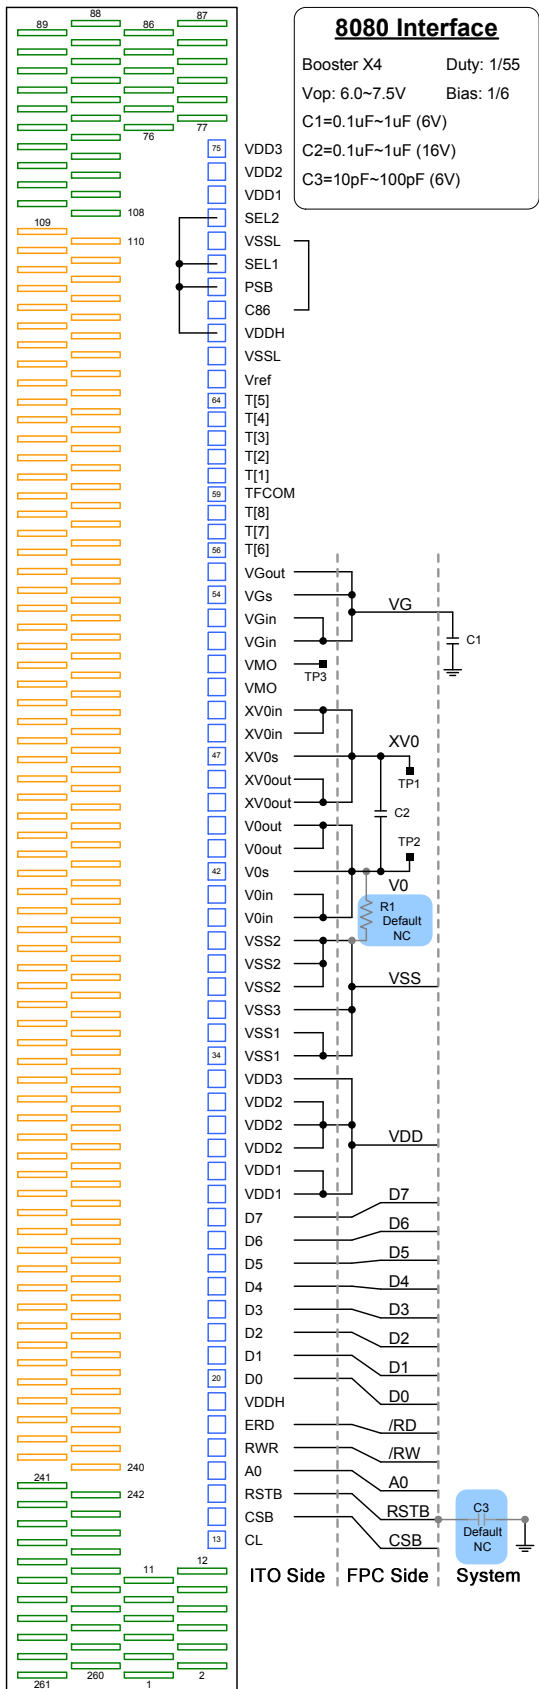 8080 Interface
Booster X4 Duty: 1/55
Vop: 6.0~7.5V Bias: 1/6
C1=0.1uF~1uF (6V)
C2=0.1uF~1uF (16V)
C3=10pF~100pF (6V)
88 87
89 86
76 77
75 VDD3
VDD2
VDD1
108 SEL2
109
110 VSSL
SEL1
PSB
C86
VDDH
VSSL
Vref
64 T[5]
T[4]
T[3]
T[2]
T[1]
59 TFCOM
T[8]
T[7]
56 T[6]
VGout
54 VGs
VG
VGin
VGin C1
VMO
TP3
VMO
XV0in
XV0in
XV0
47 XV0s
XV0out TP1
XV0out
C2
V0out
TP2
V0out
42 V0s
V0
V0in
R1
V0in Default
NC
VSS2
VSS2
VSS
VSS2
VSS3
VSS1
34 VSS1
VDD3
VDD2
VDD2
VDD
VDD2
VDD1
VDD1 D7
D7
D6
D6
D5
D5
D4
D4
D3 D3
D2 D2
D1 D1
20 D0
D0
VDDH
ERD /RD
RWR /RW
240 A0
241 A0
242 RSTB
RSTB C3
CSB Default
13 CL CSB NC
12
11 ITO Side FPC Side System
261 260 1 2